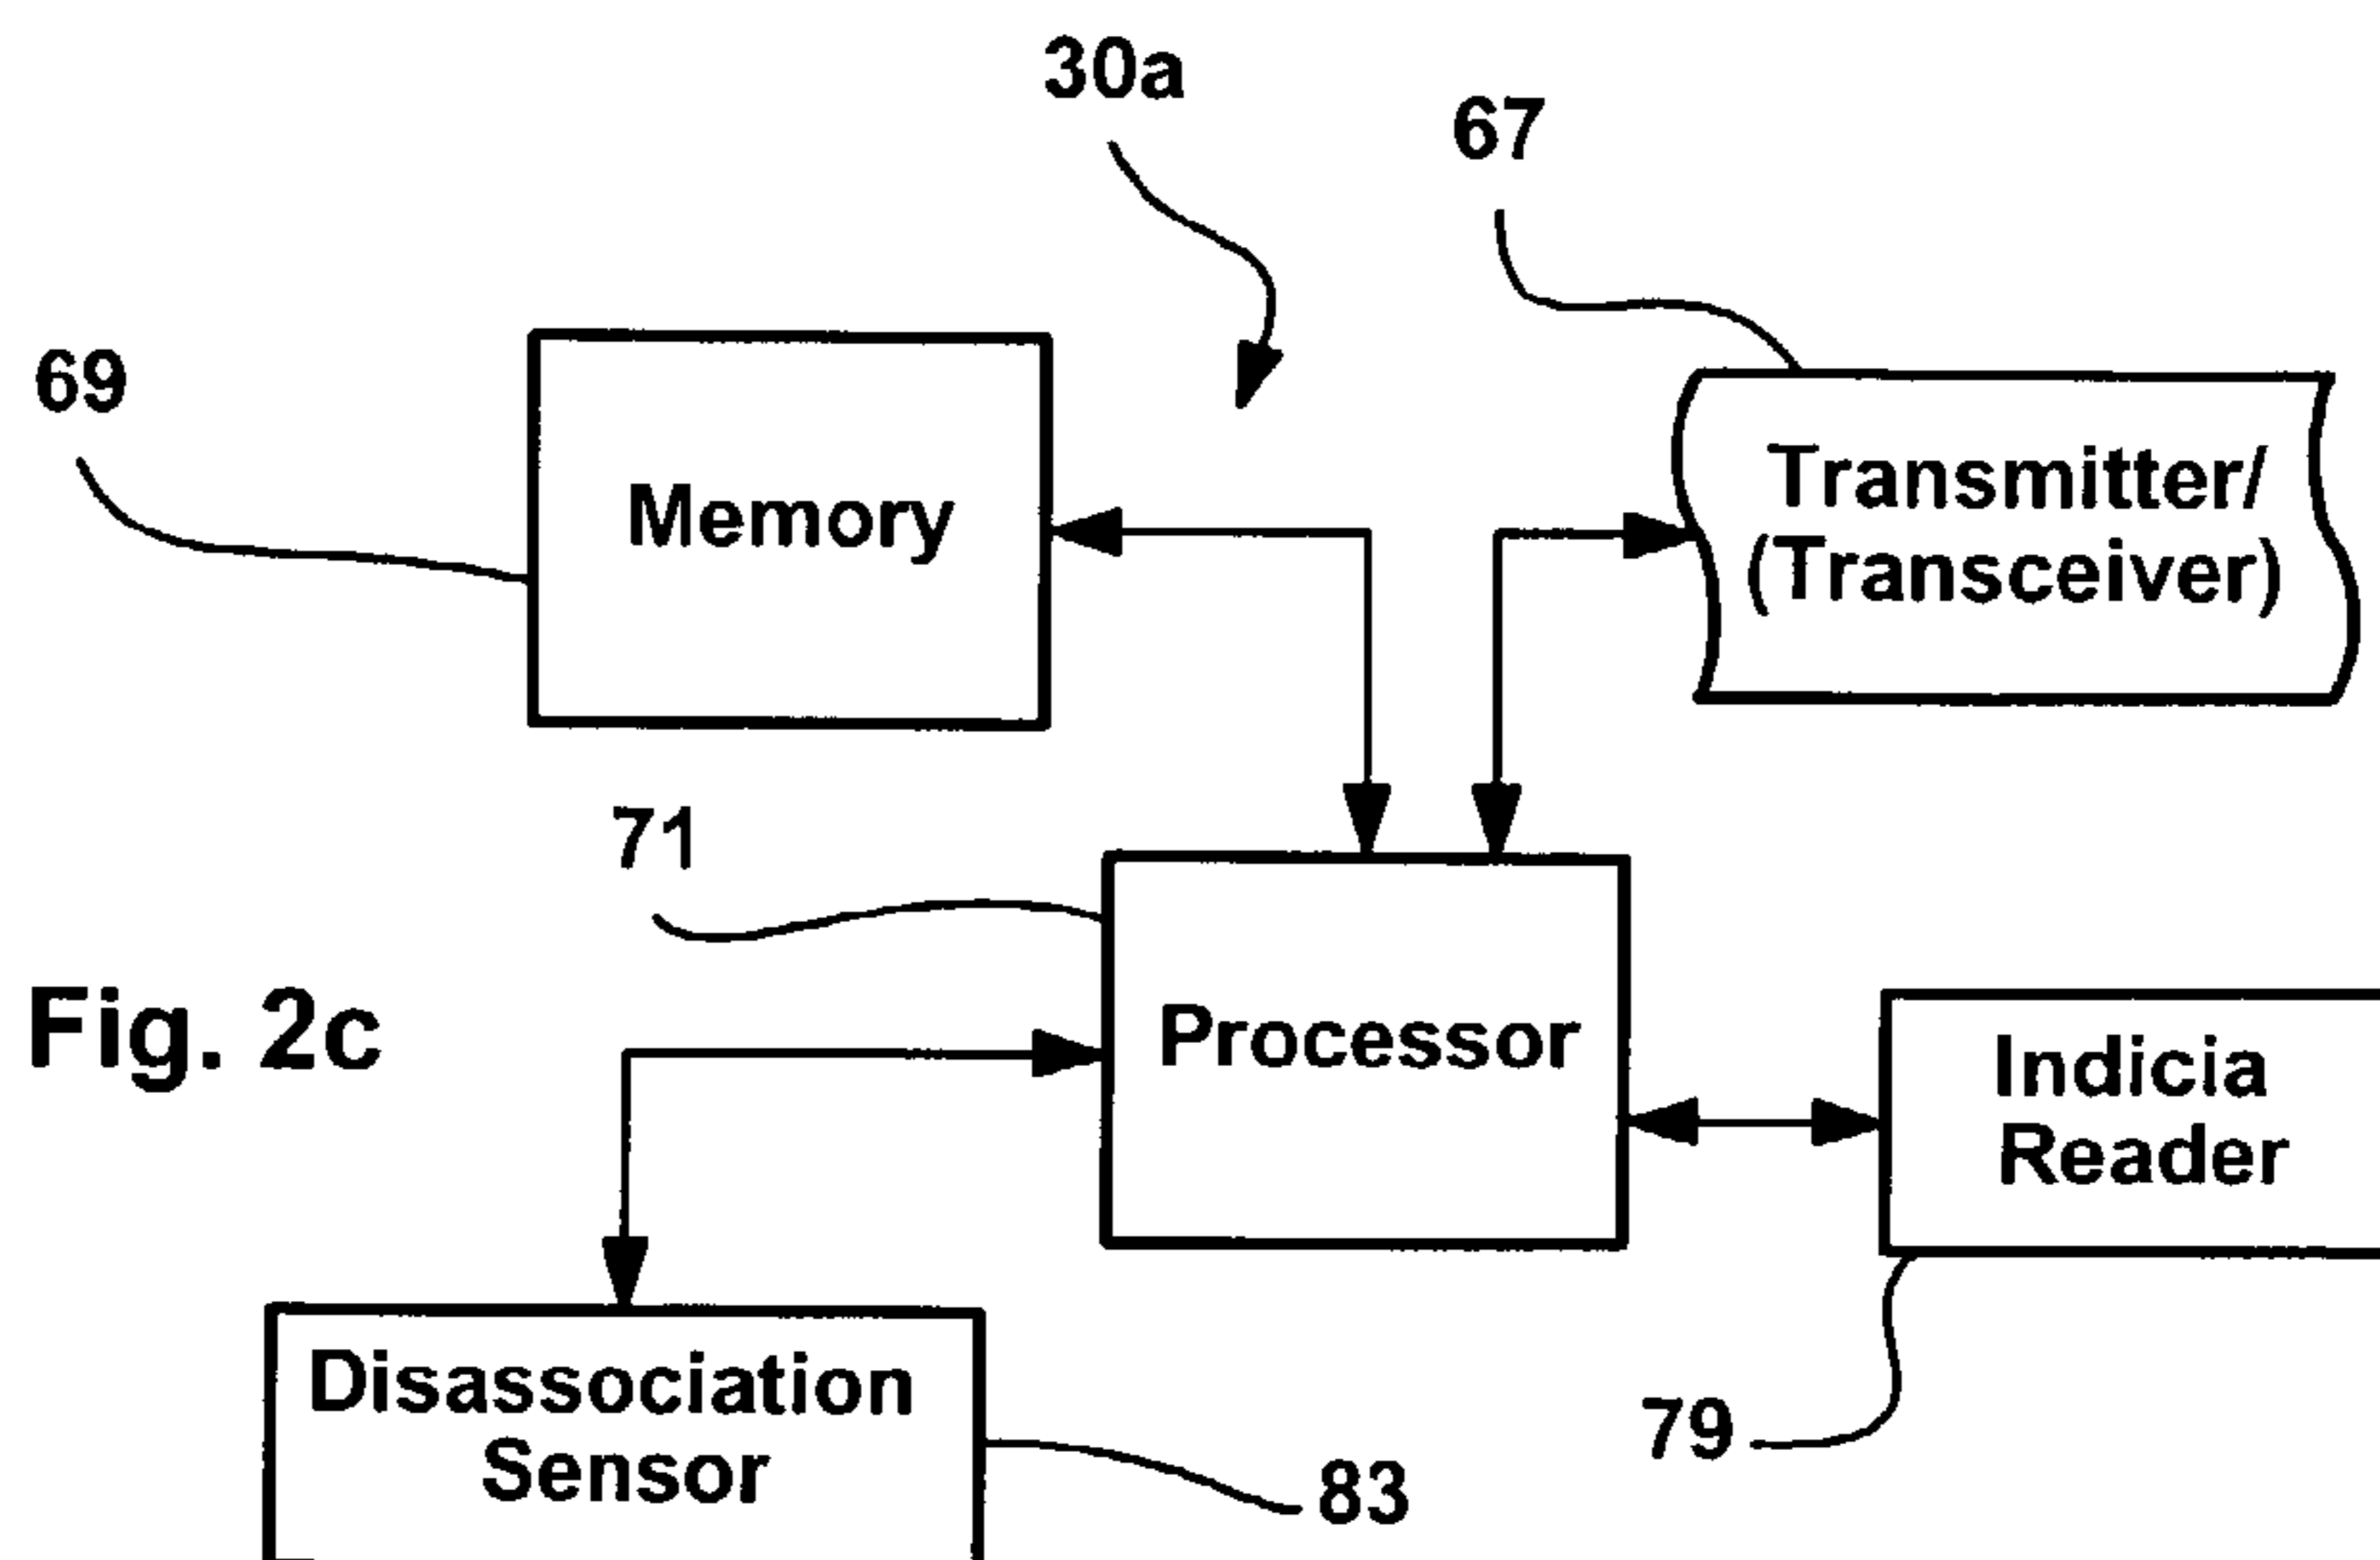 30a
67
69
Memory
Transmitter/
(Transceiver)
71
Fig. 2c
Processor
Indicia
Reader
Disassociation
Sensor
79
83